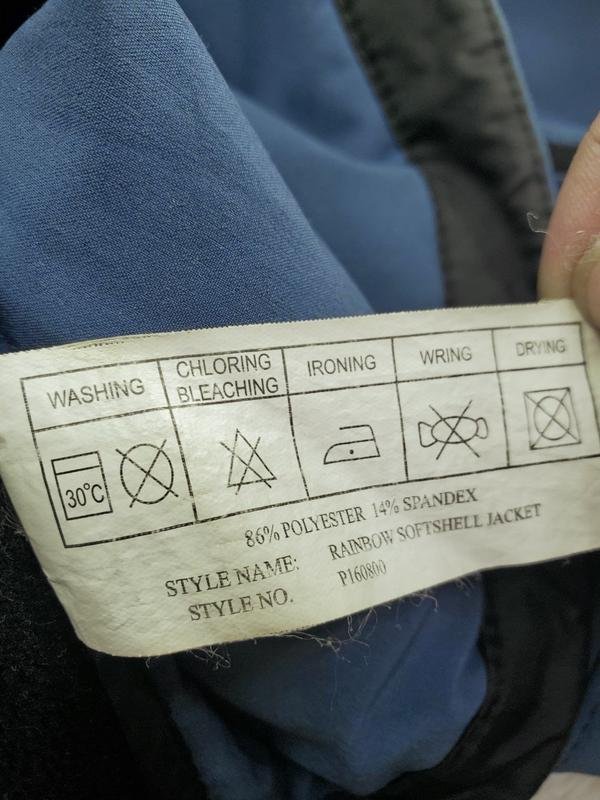 WASHING
CHLORING
BLEACHING
IRONING
WRING
DRYING
30°C
86% POLYESTER 14% SPANDEX
STYLE NAME: RAINBOW SOFTSHELL JACKET
STYLE NO. P160800